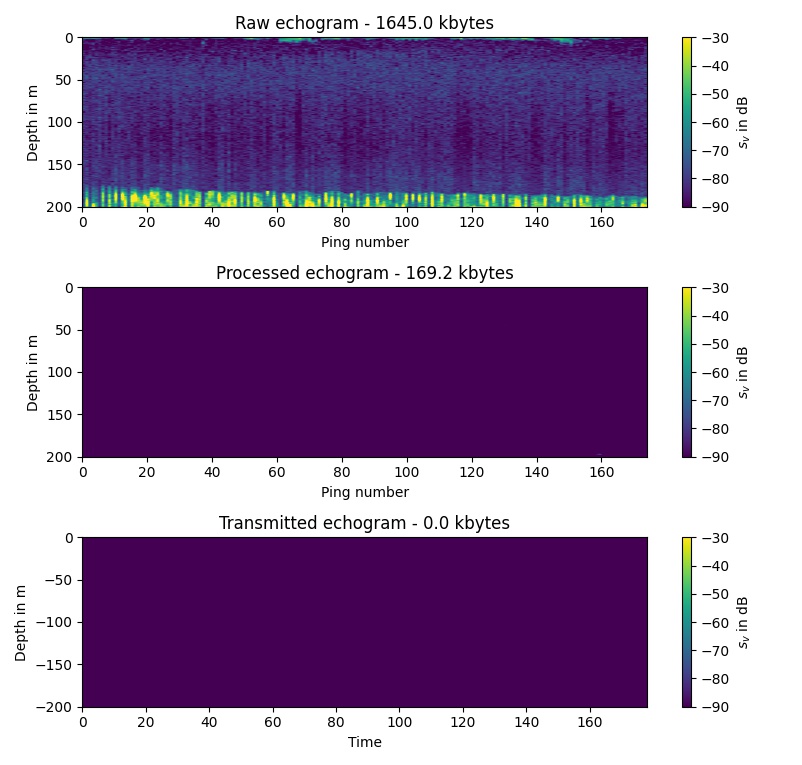 Raw echogram - 1645.0 kbytes
0
50
100
150
200
Depth in m
0 20 40 60 80 100 120 140 160
Ping number
−30
−40
−50
−60
−70
−80
−90
s_v in dB
Processed echogram - 169.2 kbytes
0
50
100
150
200
Depth in m
0 20 40 60 80 100 120 140 160
Ping number
−30
−40
−50
−60
−70
−80
−90
s_v in dB
Transmitted echogram - 0.0 kbytes
0
−50
−100
−150
−200
Depth in m
0 20 40 60 80 100 120 140 160
Time
−30
−40
−50
−60
−70
−80
−90
s_v in dB